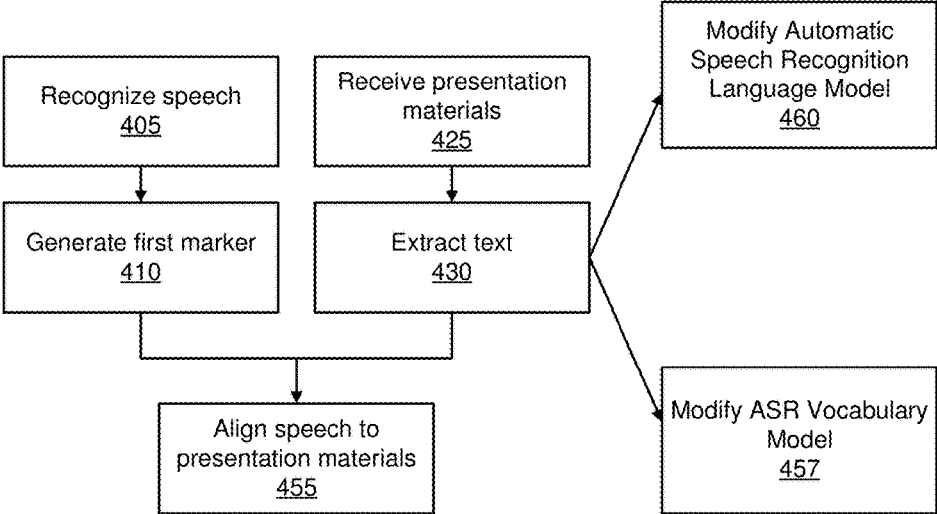 Recognize speech
405
Receive presentation
materials
425
Modify Automatic
Speech Recognition
Language Model
460
Generate first marker
410
Extract text
430
Align speech to
presentation materials
455
Modify ASR Vocabulary
Model
457